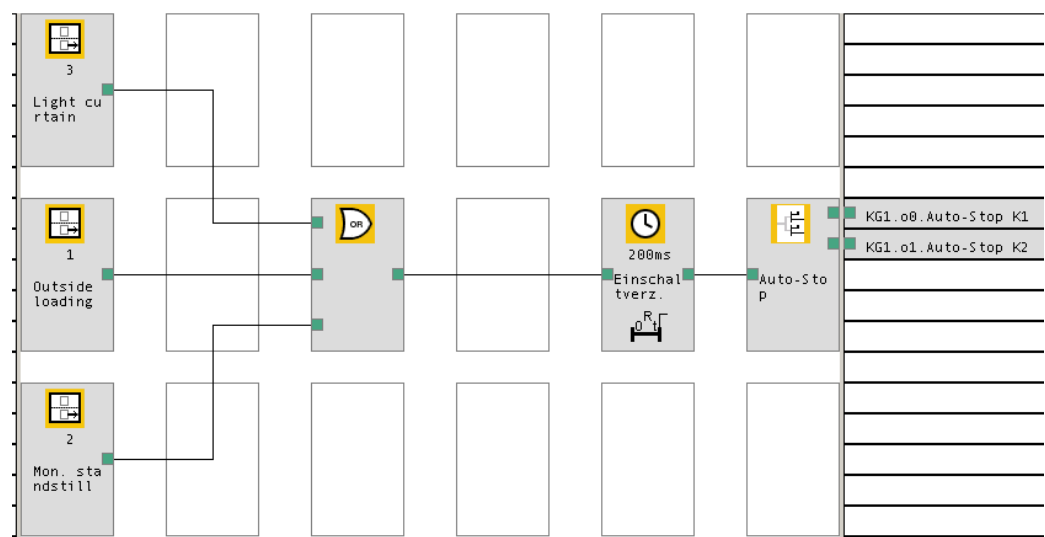 3
Light cu
rtain
1
Outside
loading
OR
200ms
Einschal
tverz.
0 R t
Auto-Sto
p
KG1.o0.Auto-Stop K1
KG1.o1.Auto-Stop K2
2
Mon. sta
ndstill